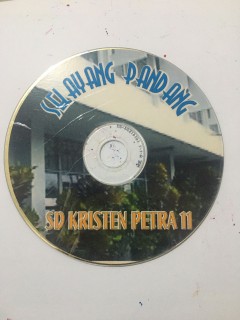 SELAYANG PANDANG
SD KRISTEN PETRA 11